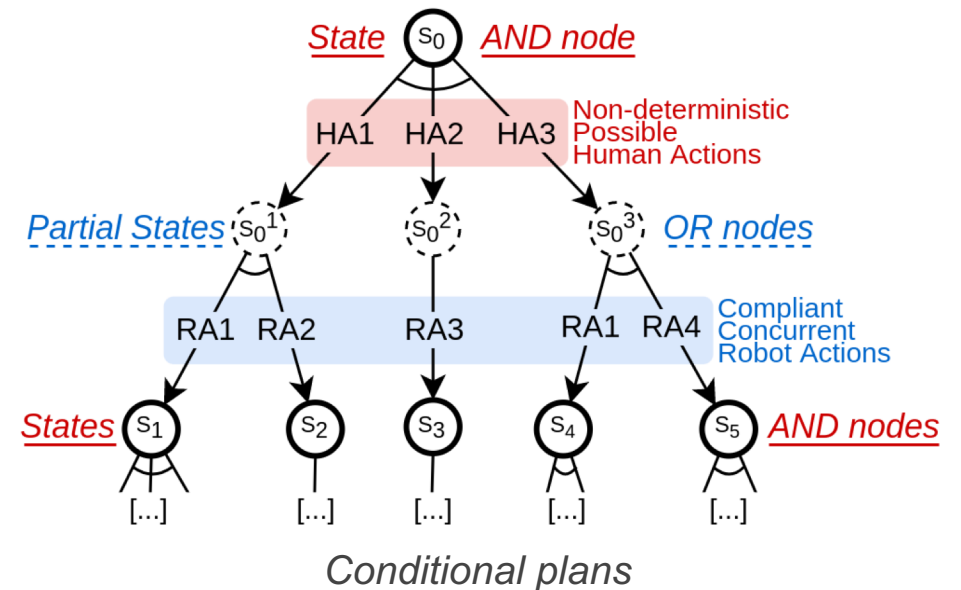 State s0 AND node
Non-deterministic
Possible
Human Actions
HA1 HA2 HA3
Partial States s0^1 s0^2 s0^3 OR nodes
Compliant
Concurrent
Robot Actions
RA1 RA2 RA3 RA1 RA4
States s1 s2 s3 s4 s5 AND nodes
[...] [...] [...] [...] [...]
Conditional plans